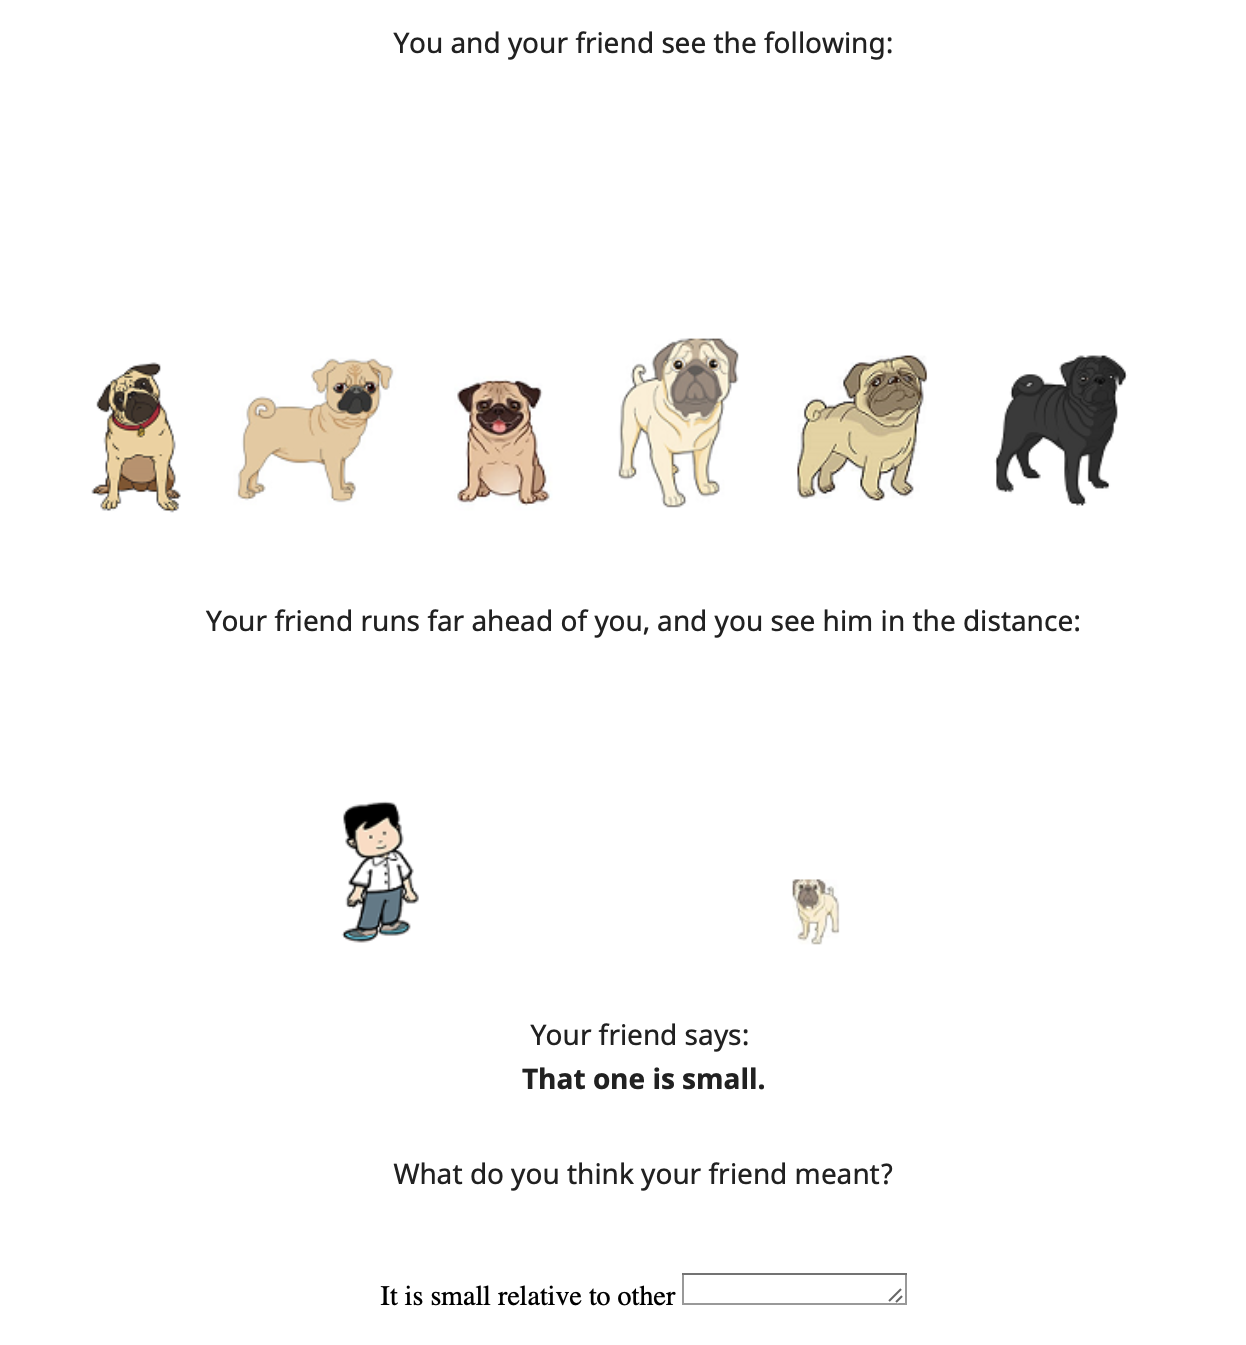 You and your friend see the following:
Your friend runs far ahead of you, and you see him in the distance:
Your friend says:
That one is small.
What do you think your friend meant?
It is small relative to other